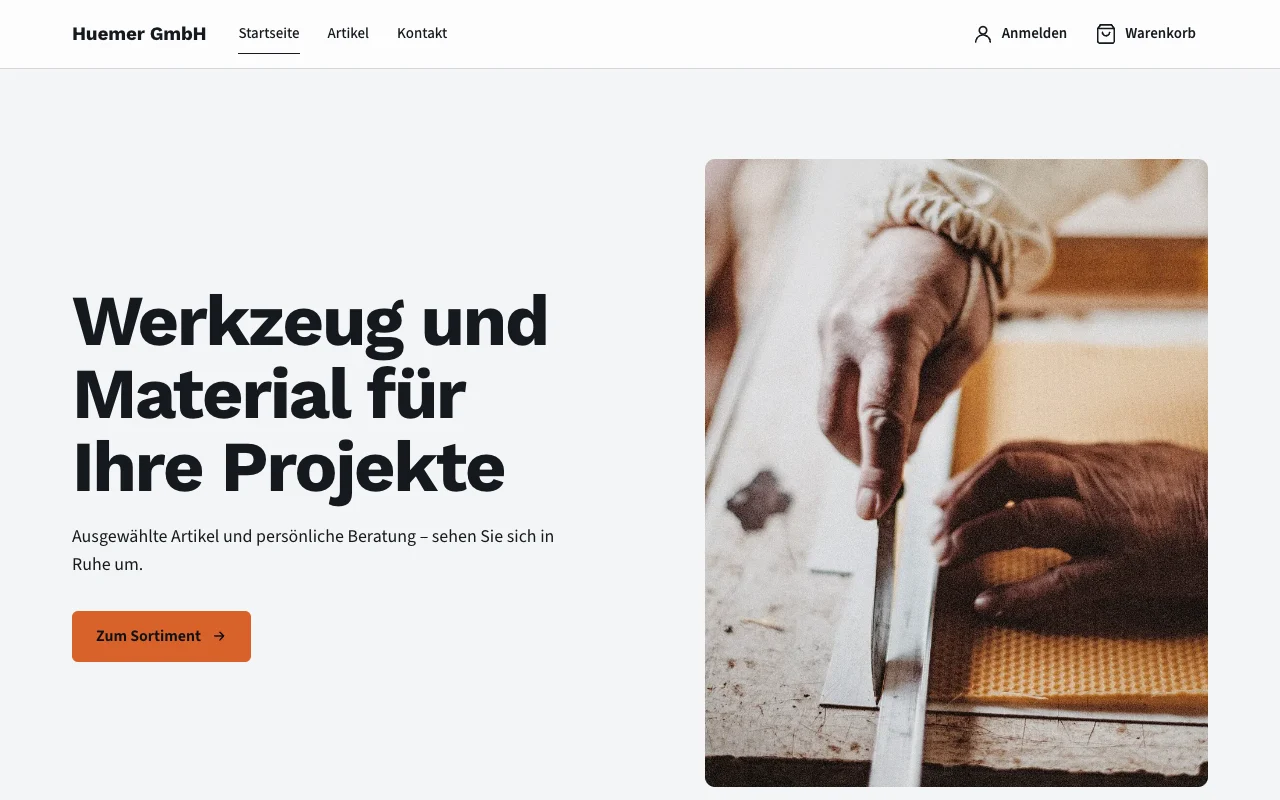 Huemer GmbH
Startseite
Artikel
Kontakt
Anmelden
Warenkorb
Werkzeug und
Material für
Ihre Projekte
Ausgewählte Artikel und persönliche Beratung – sehen Sie sich in
Ruhe um.
Zum Sortiment →